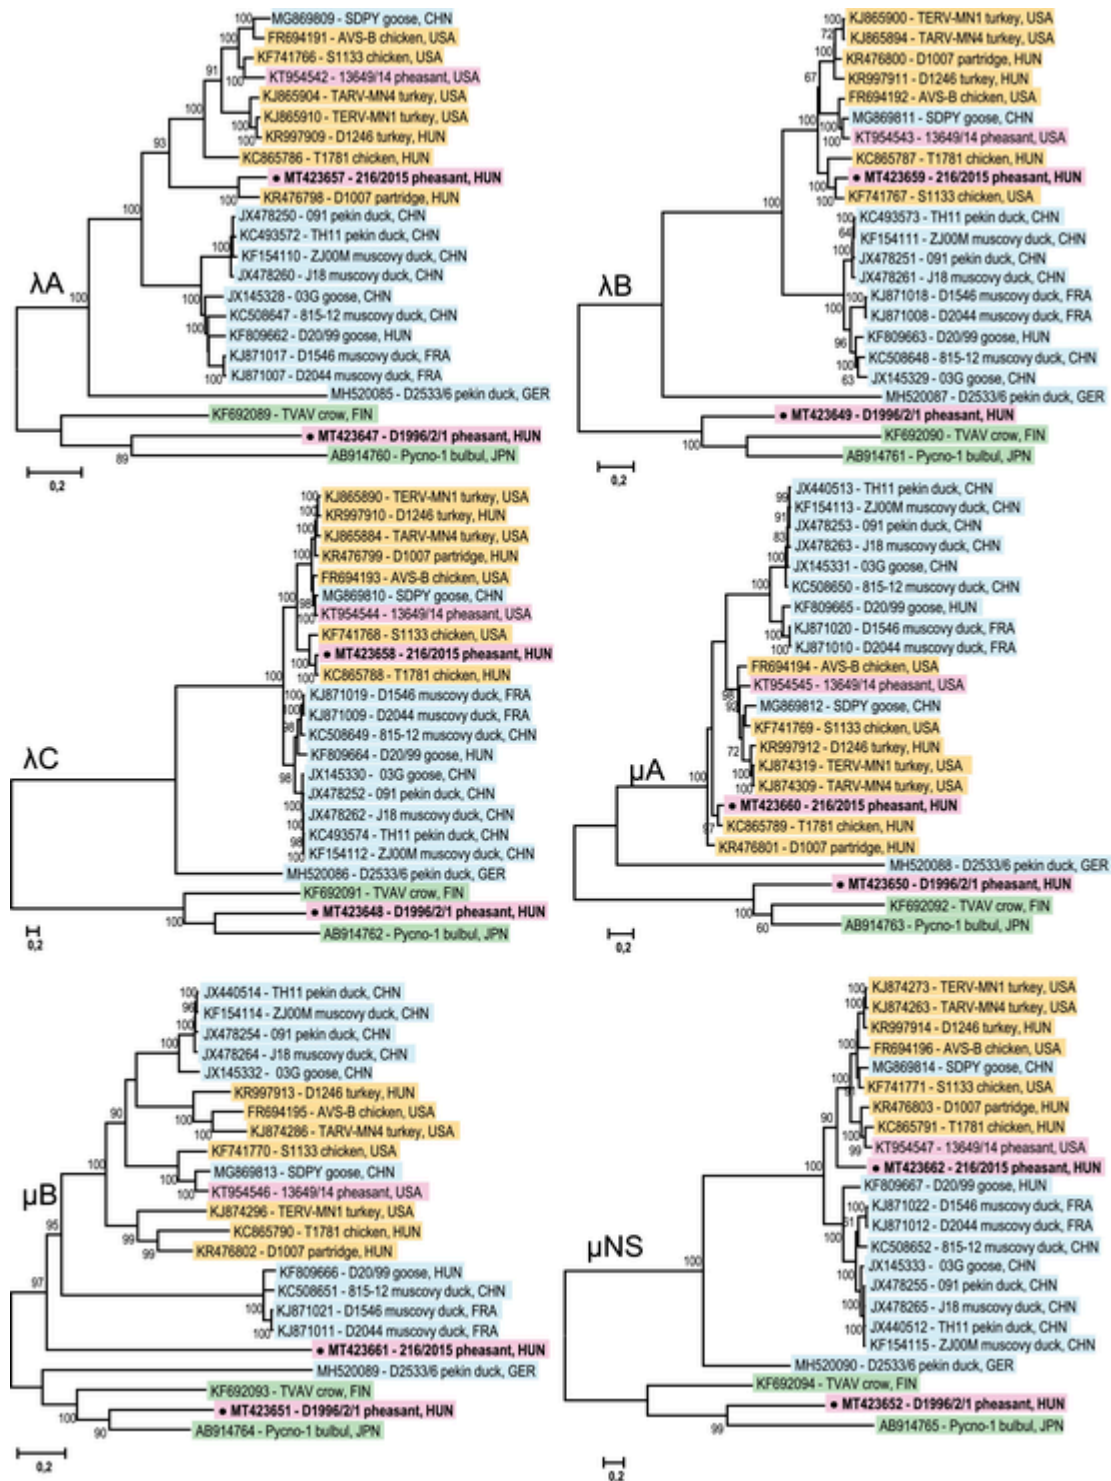 λA
MG869809 - SDPY goose, CHN
FR694191 - AVS-B chicken, USA
KF741766 - S1133 chicken, USA
KT954542 - 13649/14 pheasant, USA
KJ865904 - TARV-MN4 turkey, USA
KJ865910 - TERV-MN1 turkey, USA
KR997909 - D1246 turkey, HUN
KC865786 - T1781 chicken, HUN
● MT423657 - 216/2015 pheasant, HUN
KR476798 - D1007 partridge, HUN
JX478250 - 091 pekin duck, CHN
KC493572 - TH11 pekin duck, CHN
KF154110 - ZJ00M muscovy duck, CHN
JX478260 - J18 muscovy duck, CHN
JX145328 - 03G goose, CHN
KC508647 - 815-12 muscovy duck, CHN
KF809662 - D20/99 goose, HUN
KJ871017 - D1546 muscovy duck, FRA
KJ871007 - D2044 muscovy duck, FRA
MH520085 - D2533/6 pekin duck, GER
KF692089 - TVAV crow, FIN
● MT423647 - D1996/2/1 pheasant, HUN
AB914760 - Pycno-1 bulbul, JPN
0,2
λB
KJ865900 - TERV-MN1 turkey, USA
KJ865894 - TARV-MN4 turkey, USA
KR476800 - D1007 partridge, HUN
KR997911 - D1246 turkey, HUN
FR694192 - AVS-B chicken, USA
MG869811 - SDPY goose, CHN
KT954543 - 13649/14 pheasant, USA
KC865787 - T1781 chicken, HUN
● MT423659 - 216/2015 pheasant, HUN
KF741767 - S1133 chicken, USA
KC493573 - TH11 pekin duck, CHN
KF154111 - ZJ00M muscovy duck, CHN
JX478251 - 091 pekin duck, CHN
JX478261 - J18 muscovy duck, CHN
KJ871018 - D1546 muscovy duck, FRA
KJ871008 - D2044 muscovy duck, FRA
KF809663 - D20/99 goose, HUN
KC508648 - 815-12 muscovy duck, CHN
JX145329 - 03G goose, CHN
MH520087 - D2533/6 pekin duck, GER
● MT423649 - D1996/2/1 pheasant, HUN
KF692090 - TVAV crow, FIN
AB914761 - Pycno-1 bulbul, JPN
0,2
λC
KJ865890 - TERV-MN1 turkey, USA
KR997910 - D1246 turkey, HUN
KJ865884 - TARV-MN4 turkey, USA
KR476799 - D1007 partridge, HUN
FR694193 - AVS-B chicken, USA
MG869810 - SDPY goose, CHN
KT954544 - 13649/14 pheasant, USA
KF741768 - S1133 chicken, USA
● MT423658 - 216/2015 pheasant, HUN
KC865788 - T1781 chicken, HUN
KJ871019 - D1546 muscovy duck, FRA
KJ871009 - D2044 muscovy duck, FRA
KC508649 - 815-12 muscovy duck, CHN
KF809664 - D20/99 goose, HUN
JX145330 - 03G goose, CHN
JX478252 - 091 pekin duck, CHN
JX478262 - J18 muscovy duck, CHN
KC493574 - TH11 pekin duck, CHN
KF154112 - ZJ00M muscovy duck, CHN
MH520086 - D2533/6 pekin duck, GER
KF692091 - TVAV crow, FIN
● MT423648 - D1996/2/1 pheasant, HUN
AB914762 - Pycno-1 bulbul, JPN
0,2
μA
JX440513 - TH11 pekin duck, CHN
KF154113 - ZJ00M muscovy duck, CHN
JX478253 - 091 pekin duck, CHN
JX478263 - J18 muscovy duck, CHN
JX145331 - 03G goose, CHN
KC508650 - 815-12 muscovy duck, CHN
KF809665 - D20/99 goose, HUN
KJ871020 - D1546 muscovy duck, FRA
KJ871010 - D2044 muscovy duck, FRA
FR694194 - AVS-B chicken, USA
KT954545 - 13649/14 pheasant, USA
MG869812 - SDPY goose, CHN
KF741769 - S1133 chicken, USA
KR997912 - D1246 turkey, HUN
KJ874319 - TERV-MN1 turkey, USA
KJ874309 - TARV-MN4 turkey, USA
● MT423660 - 216/2015 pheasant, HUN
KC865789 - T1781 chicken, HUN
KR476801 - D1007 partridge, HUN
MH520088 - D2533/6 pekin duck, GER
● MT423650 - D1996/2/1 pheasant, HUN
KF692092 - TVAV crow, FIN
AB914763 - Pycno-1 bulbul, JPN
0,2
μB
JX440514 - TH11 pekin duck, CHN
KF154114 - ZJ00M muscovy duck, CHN
JX478254 - 091 pekin duck, CHN
JX478264 - J18 muscovy duck, CHN
JX145332 - 03G goose, CHN
KR997913 - D1246 turkey, HUN
FR694195 - AVS-B chicken, USA
KJ874286 - TARV-MN4 turkey, USA
KF741770 - S1133 chicken, USA
MG869813 - SDPY goose, CHN
KT954546 - 13649/14 pheasant, USA
KJ874296 - TERV-MN1 turkey, USA
KC865790 - T1781 chicken, HUN
KR476802 - D1007 partridge, HUN
KF809666 - D20/99 goose, HUN
KC508651 - 815-12 muscovy duck, CHN
KJ871021 - D1546 muscovy duck, FRA
KJ871011 - D2044 muscovy duck, FRA
● MT423661 - 216/2015 pheasant, HUN
MH520089 - D2533/6 pekin duck, GER
KF692093 - TVAV crow, FIN
● MT423651 - D1996/2/1 pheasant, HUN
AB914764 - Pycno-1 bulbul, JPN
0,2
μNS
KJ874273 - TERV-MN1 turkey, USA
KJ874263 - TARV-MN4 turkey, USA
KR997914 - D1246 turkey, HUN
FR694196 - AVS-B chicken, USA
MG869814 - SDPY goose, CHN
KF741771 - S1133 chicken, USA
KR476803 - D1007 partridge, HUN
KC865791 - T1781 chicken, HUN
KT954547 - 13649/14 pheasant, USA
● MT423662 - 216/2015 pheasant, HUN
KF809667 - D20/99 goose, HUN
KJ871022 - D1546 muscovy duck, FRA
KJ871012 - D2044 muscovy duck, FRA
KC508652 - 815-12 muscovy duck, CHN
JX145333 - 03G goose, CHN
JX478255 - 091 pekin duck, CHN
JX478265 - J18 muscovy duck, CHN
JX440512 - TH11 pekin duck, CHN
KF154115 - ZJ00M muscovy duck, CHN
MH520090 - D2533/6 pekin duck, GER
KF692094 - TVAV crow, FIN
● MT423652 - D1996/2/1 pheasant, HUN
AB914765 - Pycno-1 bulbul, JPN
0,2